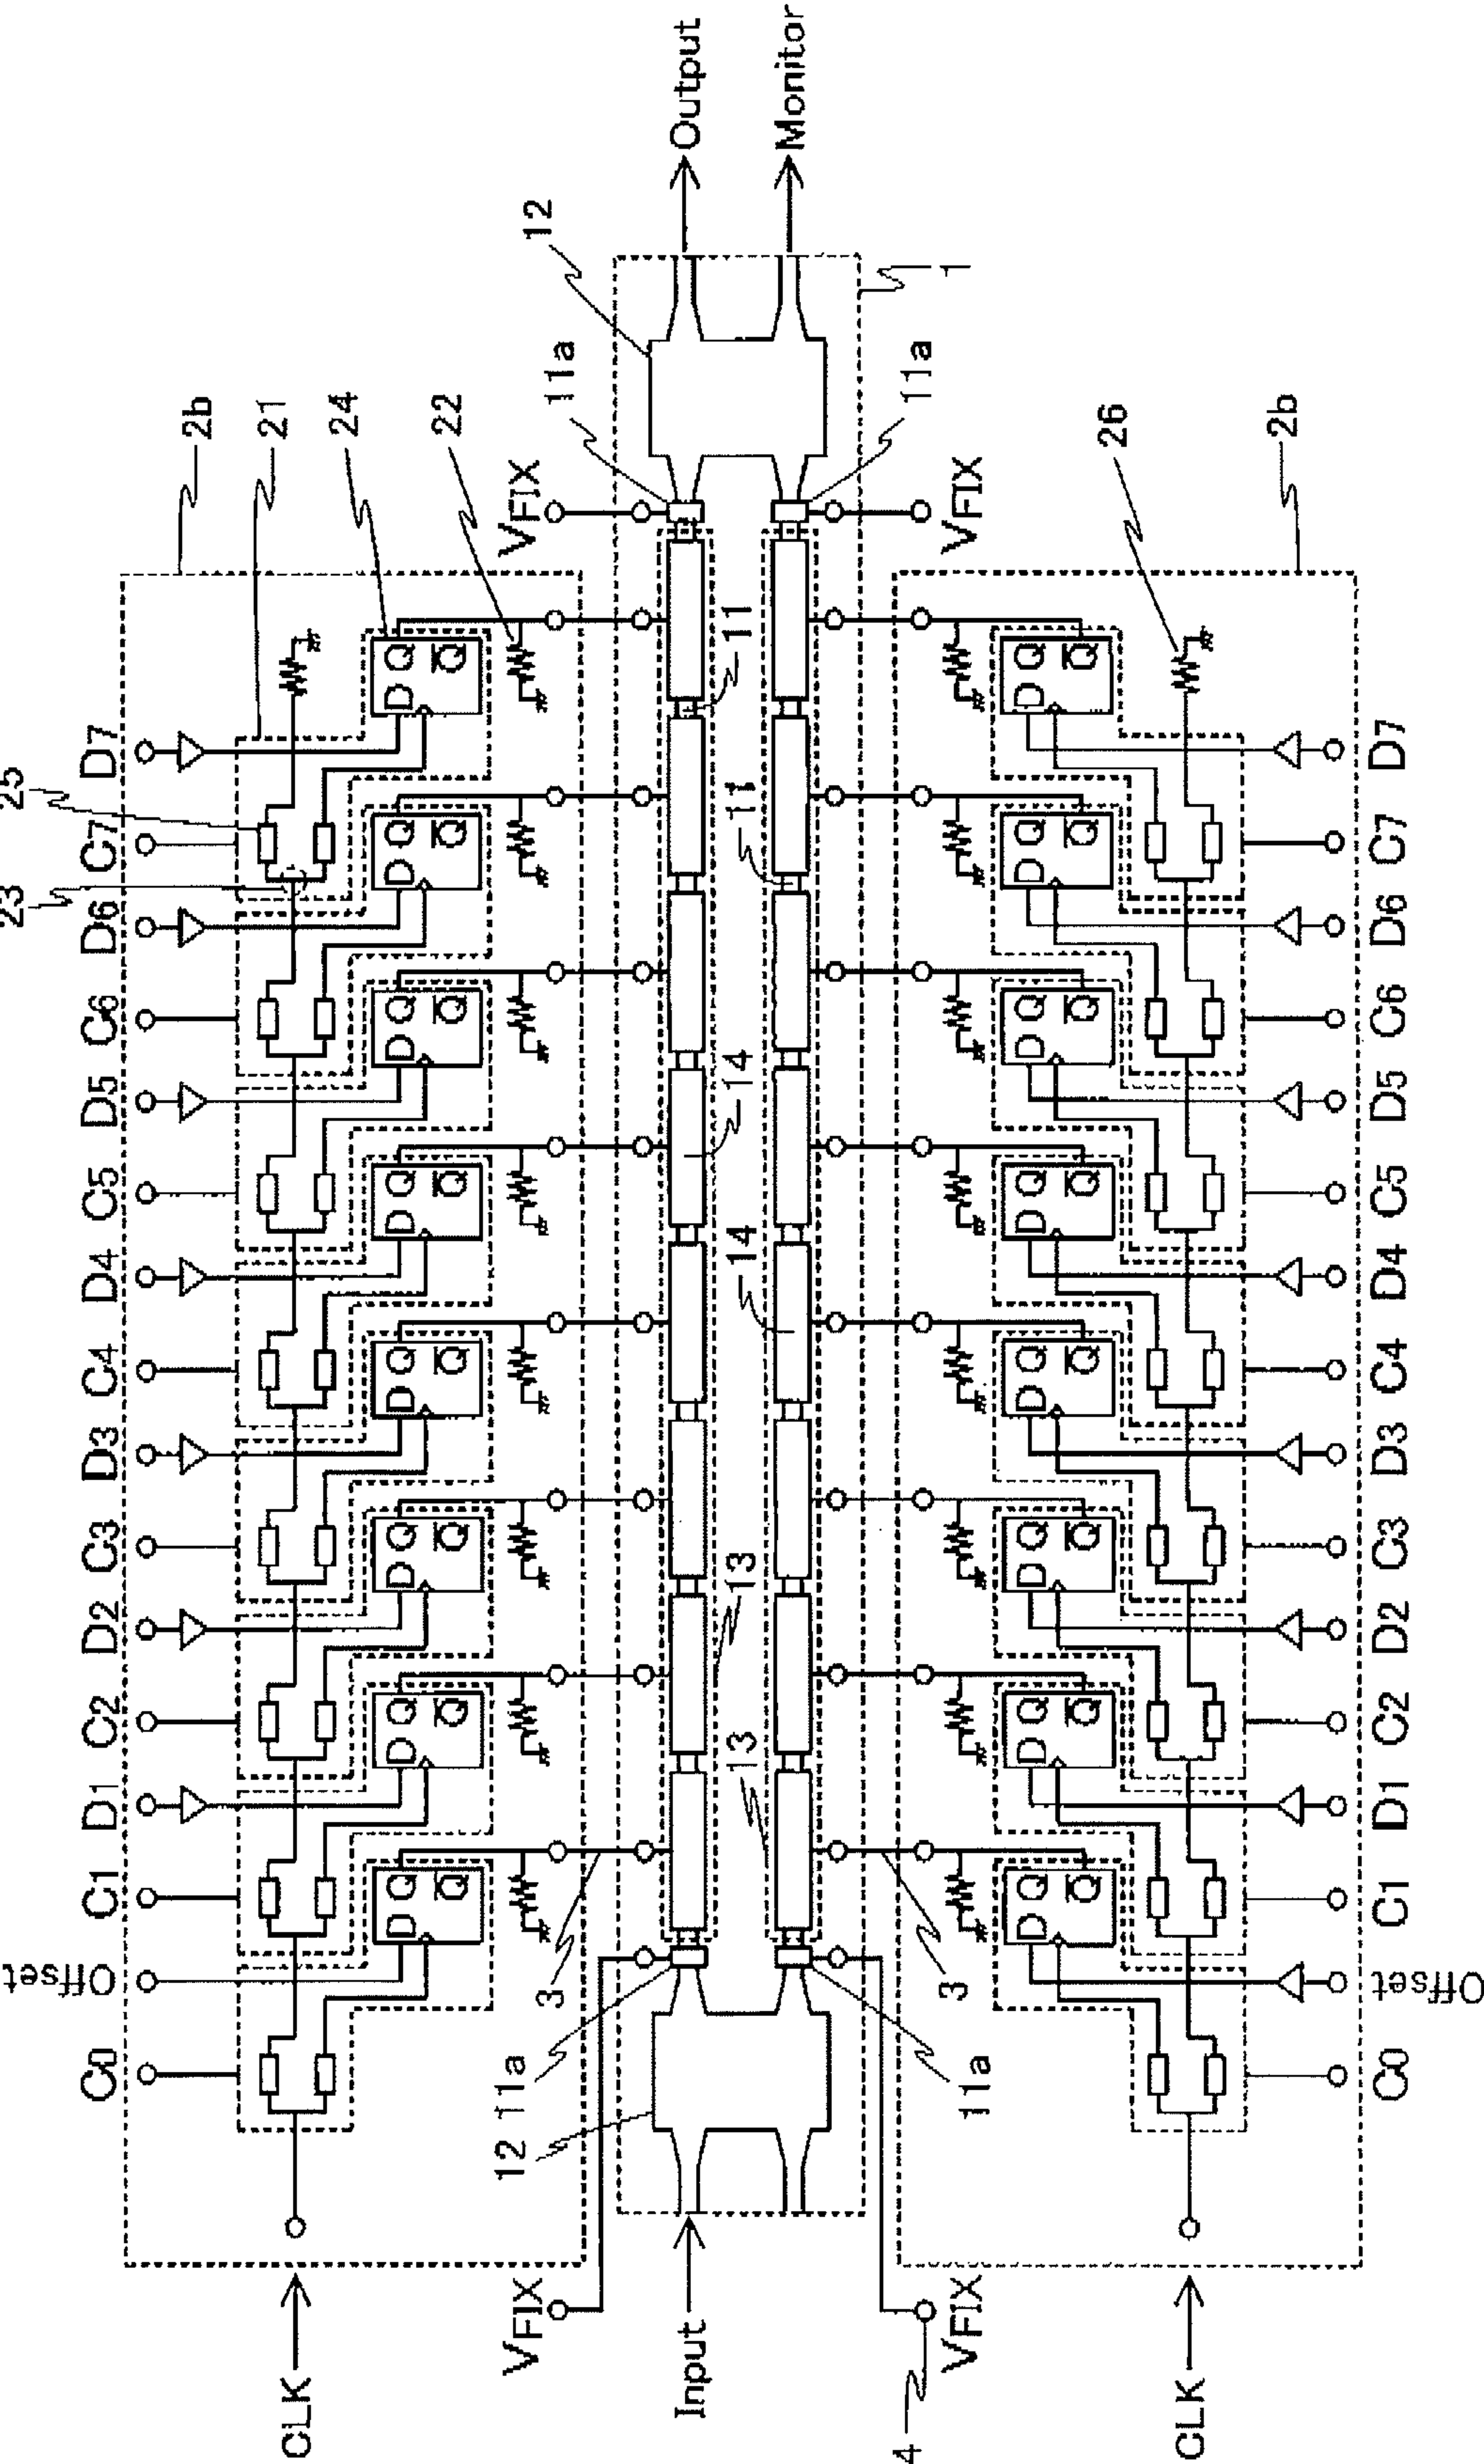 Offset 23 25
C0 C1 D1 C2 D2 C3 D3 C4 D4 C5 D5 C6 D6 C7 D7
2b
21
CLK
24
D Q D Q D Q D Q D Q D Q D Q D Q
Q̅ Q̅ Q̅ Q̅ Q̅ Q̅ Q̅ Q̅
22
VFIX 12 11a VFIX 12
3 11a
Input Output
13 13 14 14 11 11
Monitor
4 11a 3 11a
VFIX VFIX 1
D Q D Q D Q D Q D Q D Q D Q D Q
Q̅ Q̅ Q̅ Q̅ Q̅ Q̅ Q̅ Q̅
26
CLK
2b
C0 C1 D1 C2 D2 C3 D3 C4 D4 C5 D5 C6 D6 C7 D7
Offset